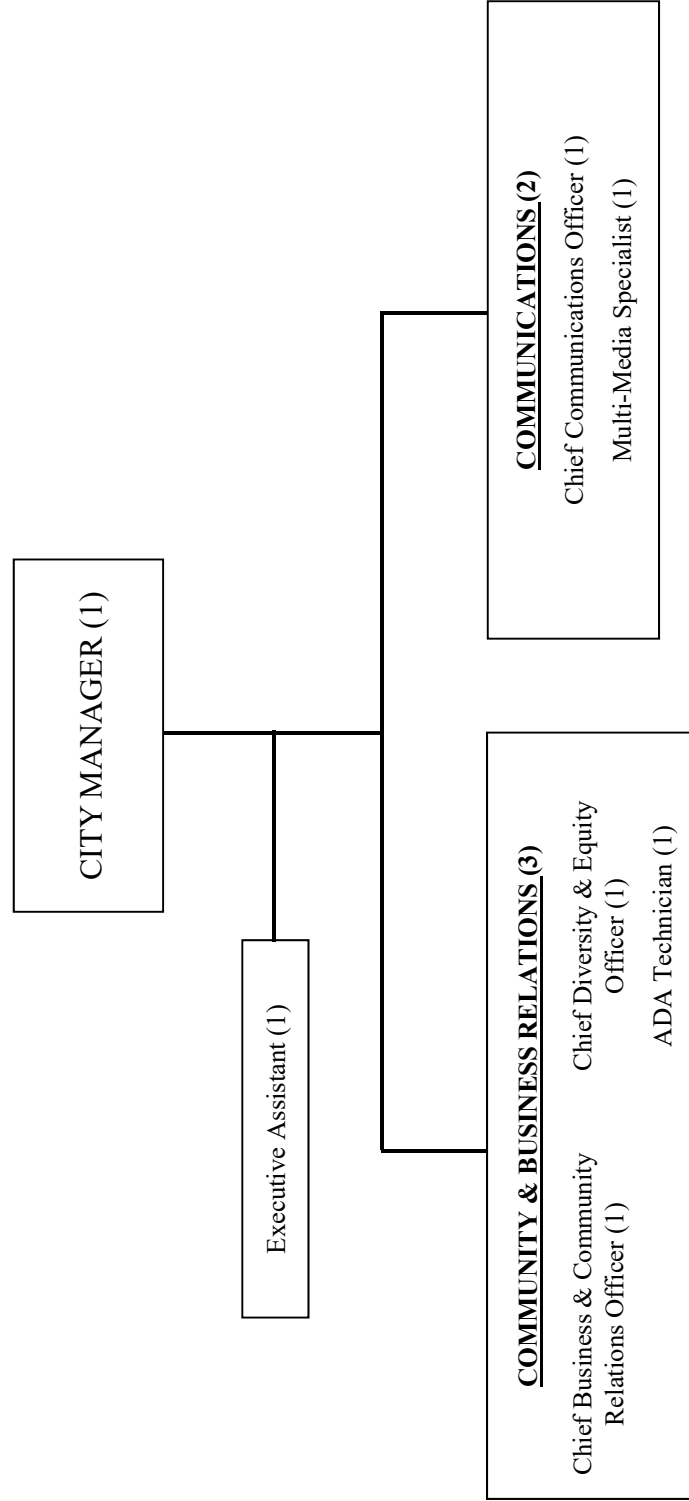 CITY MANAGER (1)
Executive Assistant (1)
COMMUNITY & BUSINESS RELATIONS (3)
Chief Business & Community
Relations Officer (1)
Chief Diversity & Equity
Officer (1)
ADA Technician (1)
COMMUNICATIONS (2)
Chief Communications Officer (1)
Multi-Media Specialist (1)